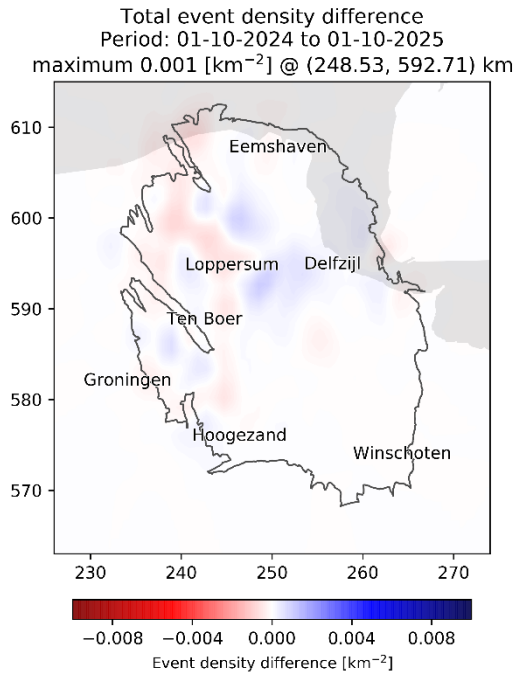 Total event density difference
Period: 01-10-2024 to 01-10-2025
maximum 0.001 [km⁻²] @ (248.53, 592.71) km
610
Eemshaven
600
Loppersum
Delfzijl
590
Ten Boer
Groningen
580
Hoogezand
Winschoten
570
230 240 250 260 270
−0.008 −0.004 0.000 0.004 0.008
Event density difference [km⁻²]